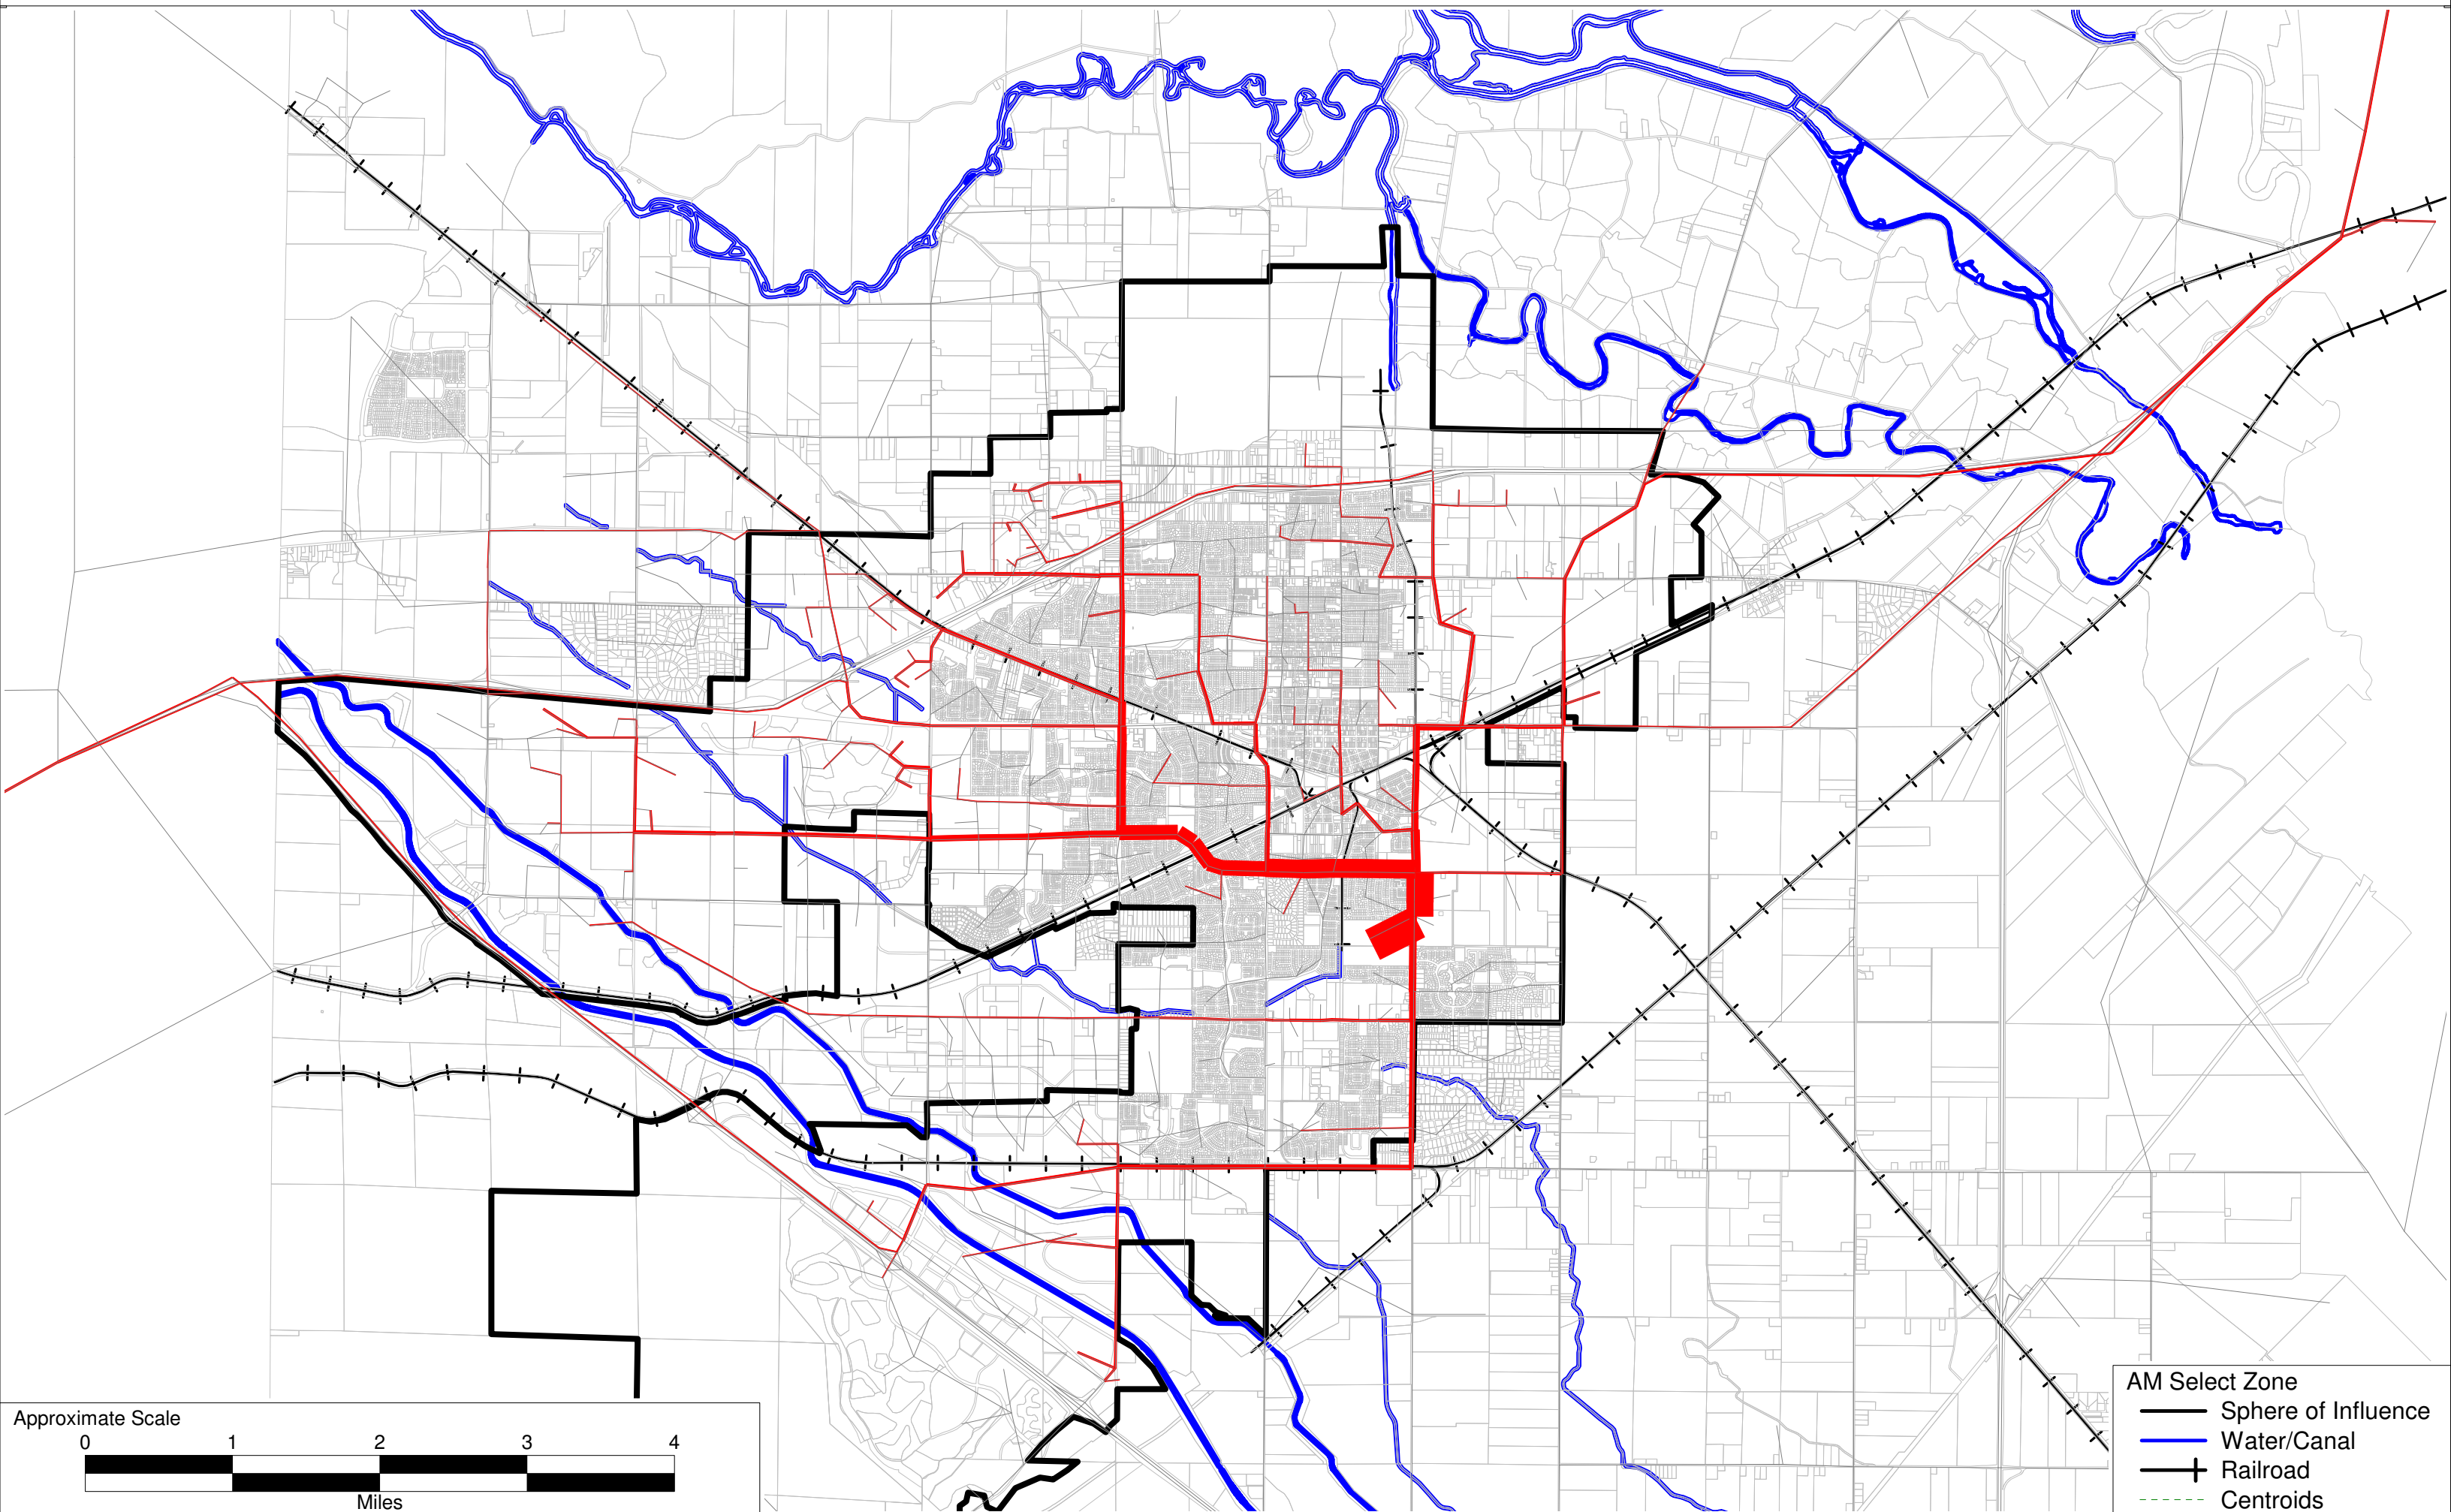 Approximate Scale
0 1 2 3 4
Miles
AM Select Zone
Sphere of Influence
Water/Canal
Railroad
Centroids